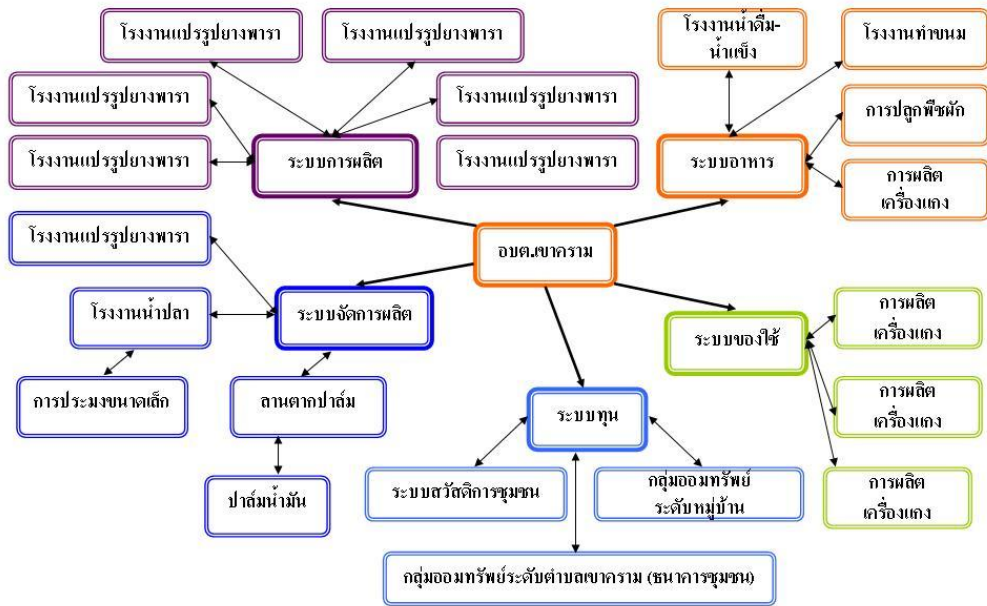 โรงงานแปรรูปยางพารา
โรงงานแปรรูปยางพารา
โรงงานแปรรูปยางพารา
โรงงานแปรรูปยางพารา
โรงงานแปรรูปยางพารา
โรงงานแปรรูปยางพารา
ระบบการผลิต
โรงงานน้ำดื่ม-
น้ำแข็ง
โรงงานทำขนม
การปลูกพืชผัก
การผลิต
เครื่องแกง
ระบบอาหาร
อบต.เขาคราม
โรงงานแปรรูปยางพารา
โรงงานน้ำปลา
ระบบจัดการผลิต
การประมงขนาดเล็ก
ลานตากปาล์ม
ปาล์มน้ำมัน
ระบบทุน
ระบบสวัสดิการชุมชน
กลุ่มออมทรัพย์
ระดับหมู่บ้าน
กลุ่มออมทรัพย์ระดับตำบลเขาคราม (ธนาคารชุมชน)
ระบบของใช้
การผลิต
เครื่องแกง
การผลิต
เครื่องแกง
การผลิต
เครื่องแกง